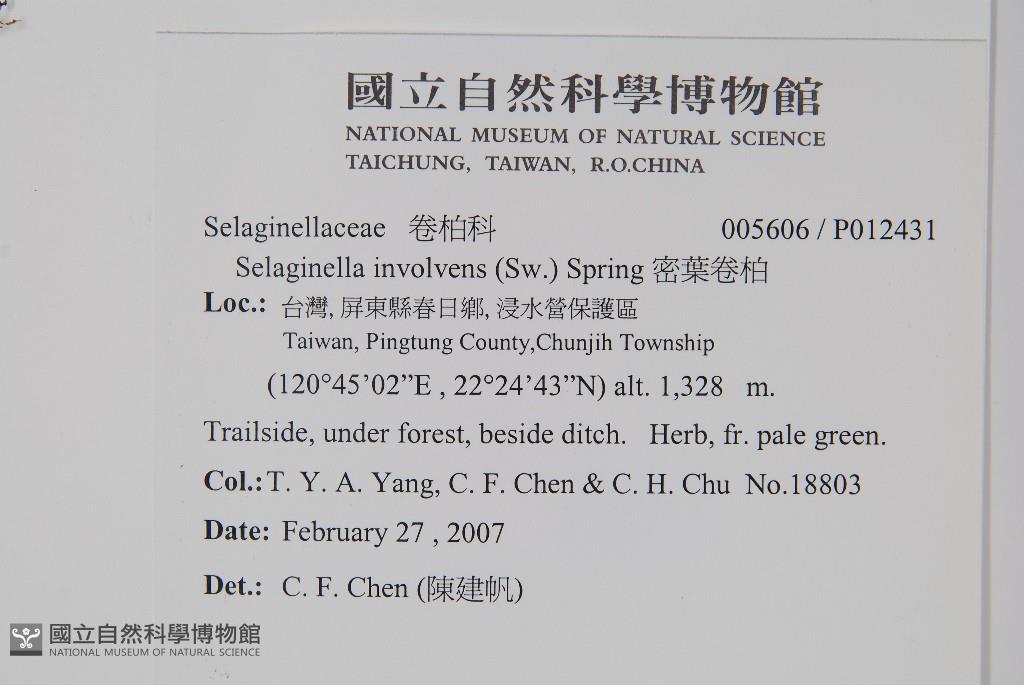 國立自然科學博物館
NATIONAL MUSEUM OF NATURAL SCIENCE
TAICHUNG, TAIWAN, R.O.CHINA
Selaginellaceae 卷柏科 005606 / P012431
Selaginella involvens (Sw.) Spring 密葉卷柏
Loc.: 台灣, 屏東縣春日鄉, 浸水營保護區
Taiwan, Pingtung County,Chunjih Township
(120°45’02”E , 22°24’43”N) alt. 1,328 m.
Trailside, under forest, beside ditch. Herb, fr. pale green.
Col.: T. Y. A. Yang, C. F. Chen & C. H. Chu No.18803
Date: February 27 , 2007
Det.: C. F. Chen (陳建帆)
國立自然科學博物館
NATIONAL MUSEUM OF NATURAL SCIENCE